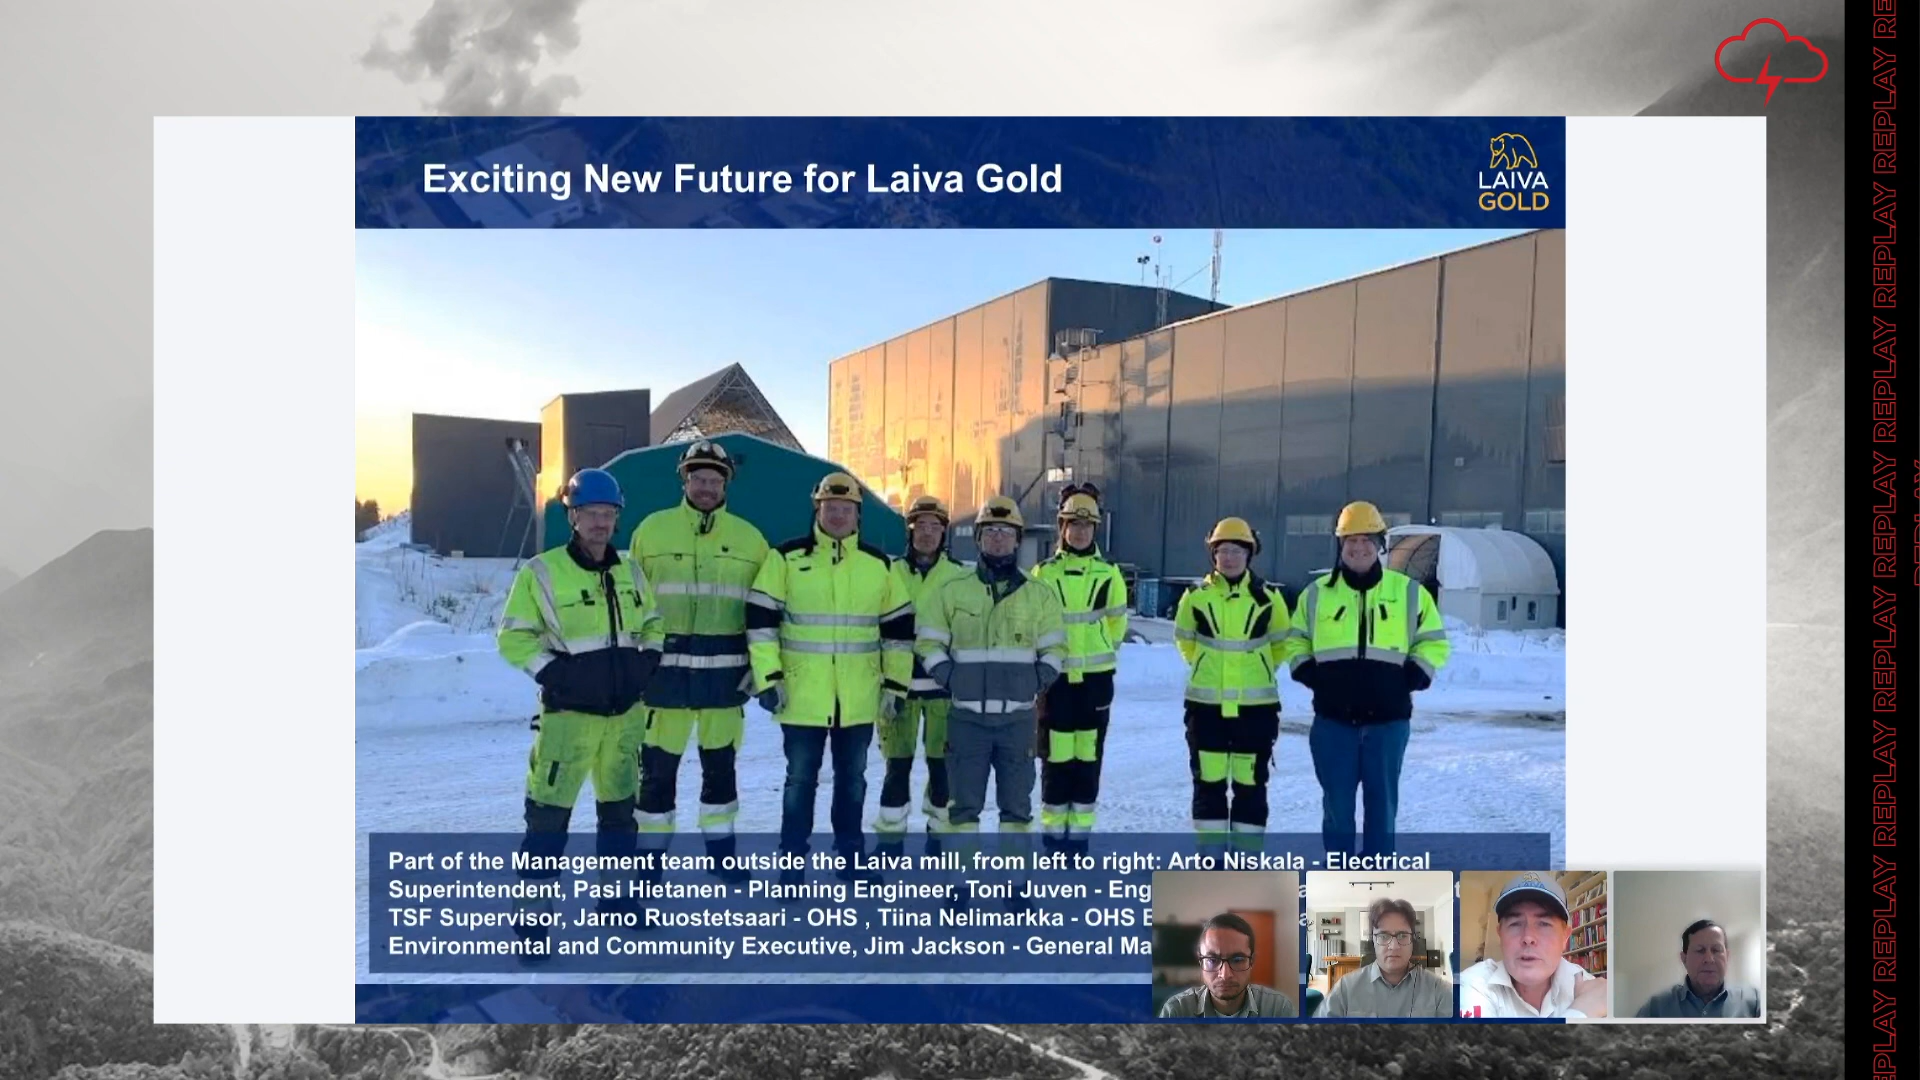 Exciting New Future for Laiva Gold
LAIVA
GOLD
Part of the Management team outside the Laiva mill, from left to right: Arto Niskala - Electrical
Superintendent, Pasi Hietanen - Planning Engineer, Toni Juven - Eng
TSF Supervisor, Jarno Ruostetsaari - OHS , Tiina Nelimarkka - OHS E
Environmental and Community Executive, Jim Jackson - General Ma
REPLAY REPLAY REPLAY REPLAY REPLAY REPLAY REPLAY REPLAY
REPLAY